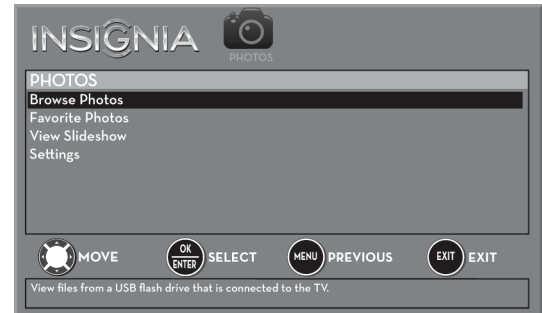 INSIGNIA
PHOTOS
PHOTOS
Browse Photos
Favorite Photos
View Slideshow
Settings
MOVE OK ENTER SELECT MENU PREVIOUS EXIT EXIT
View files from a USB flash drive that is connected to the TV.